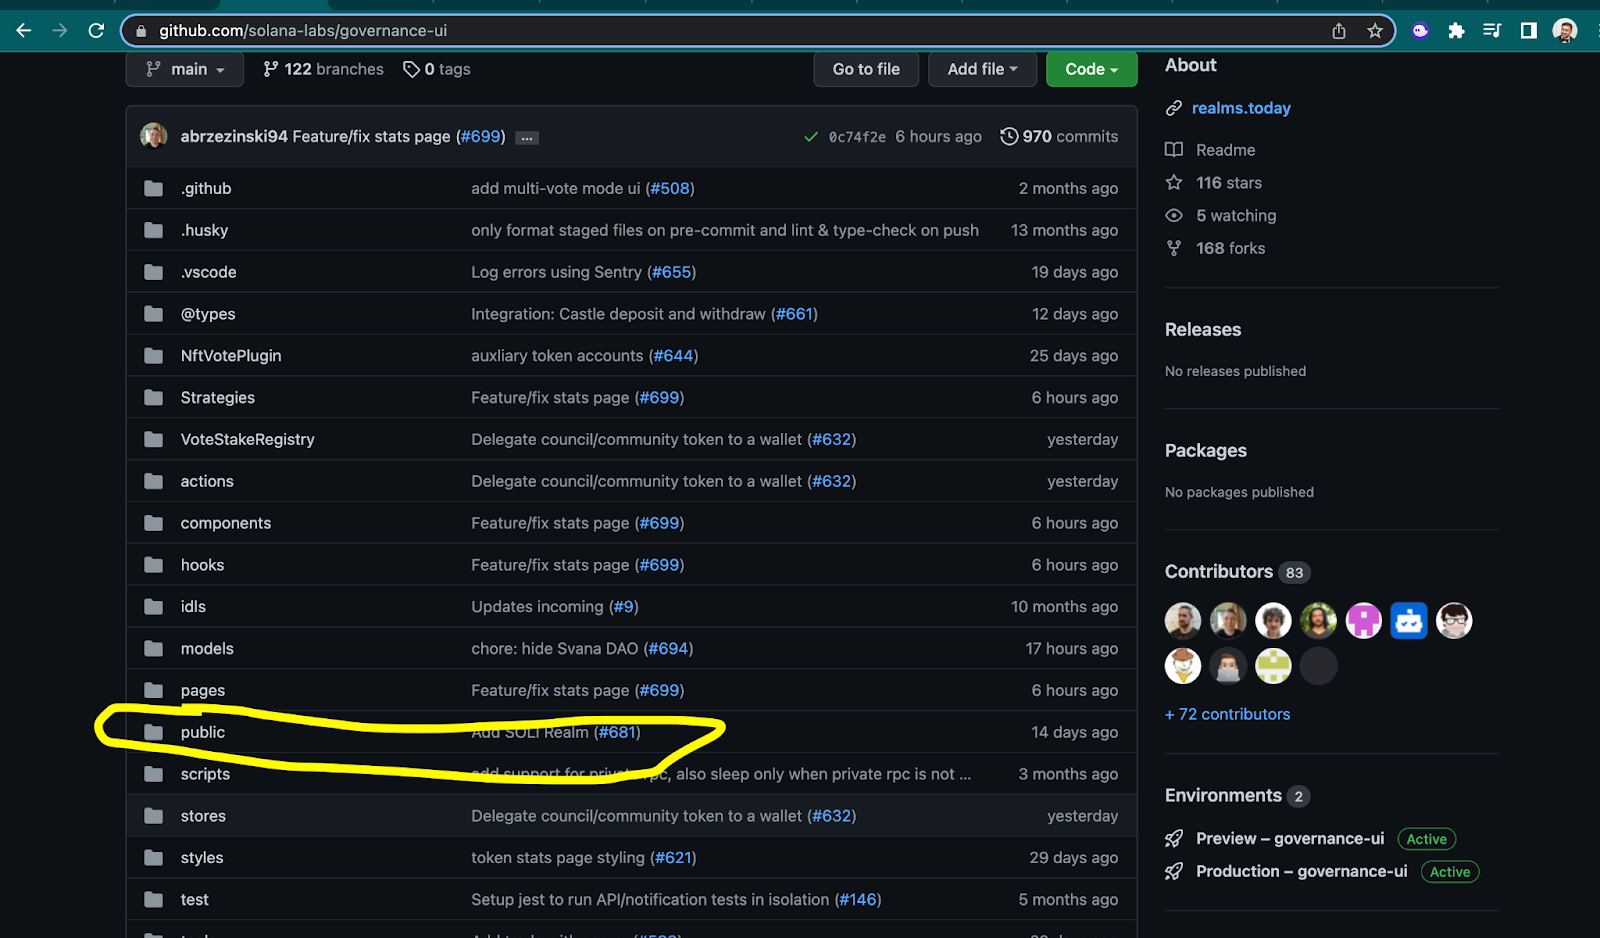 github.com/solana-labs/governance-ui
main
122 branches
0 tags
Go to file
Add file
Code
abrzezinski94 Feature/fix stats page (#699) ...
0c74f2e 6 hours ago
970 commits
.github add multi-vote mode ui (#508) 2 months ago
.husky only format staged files on pre-commit and lint & type-check on push 13 months ago
.vscode Log errors using Sentry (#655) 19 days ago
@types Integration: Castle deposit and withdraw (#661) 12 days ago
NftVotePlugin auxliary token accounts (#644) 25 days ago
Strategies Feature/fix stats page (#699) 6 hours ago
VoteStakeRegistry Delegate council/community token to a wallet (#632) yesterday
actions Delegate council/community token to a wallet (#632) yesterday
components Feature/fix stats page (#699) 6 hours ago
hooks Feature/fix stats page (#699) 6 hours ago
idls Updates incoming (#9) 10 months ago
models chore: hide Svana DAO (#694) 17 hours ago
pages Feature/fix stats page (#699) 6 hours ago
public Add SOLI Realm (#681) 14 days ago
scripts add support for private rpc, also sleep only when private rpc is not ... 3 months ago
stores Delegate council/community token to a wallet (#632) yesterday
styles token stats page styling (#621) 29 days ago
test Setup jest to run API/notification tests in isolation (#146) 5 months ago
About
realms.today
Readme
116 stars
5 watching
168 forks
Releases
No releases published
Packages
No packages published
Contributors 83
+ 72 contributors
Environments 2
Preview – governance-ui Active
Production – governance-ui Active